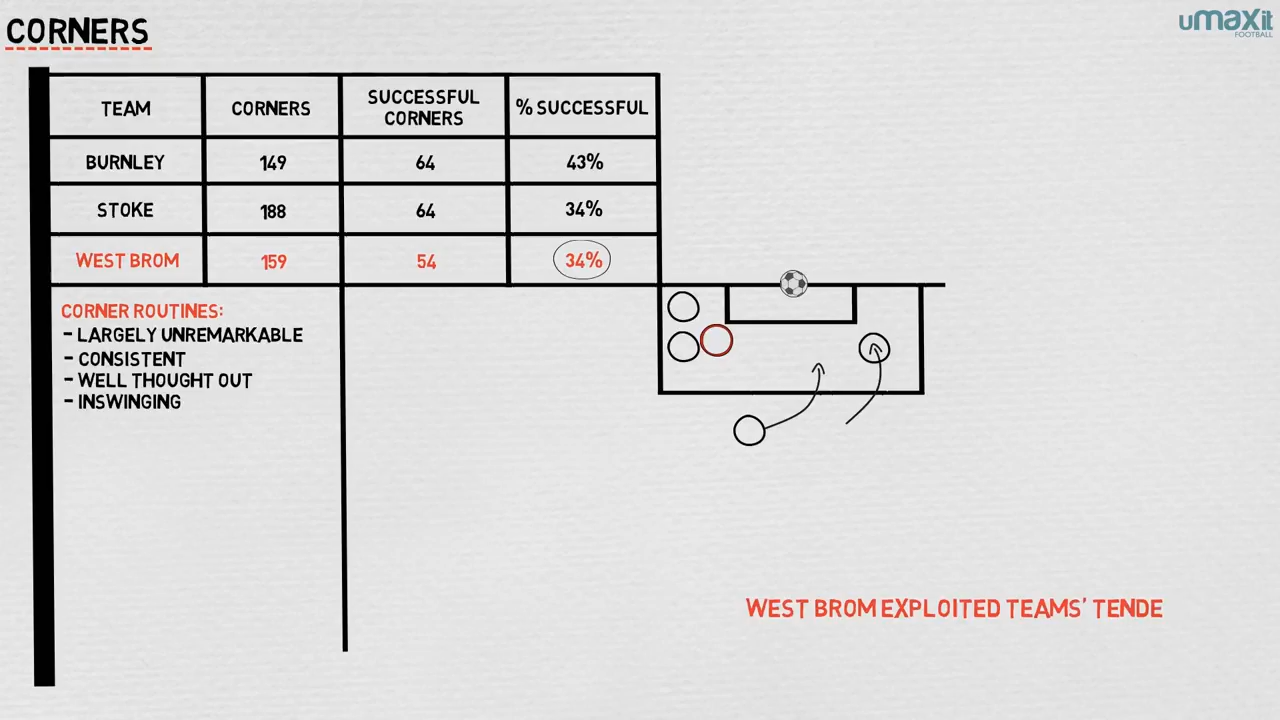 CORNERS
umaxit
FOOTBALL
TEAM CORNERS SUCCESSFUL CORNERS % SUCCESSFUL
BURNLEY 149 64 43%
STOKE 188 64 34%
WEST BROM 159 54 34%
CORNER ROUTINES:
- LARGELY UNREMARKABLE
- CONSISTENT
- WELL THOUGHT OUT
- INSWINGING
WEST BROM EXPLOITED TEAMS' TENDE